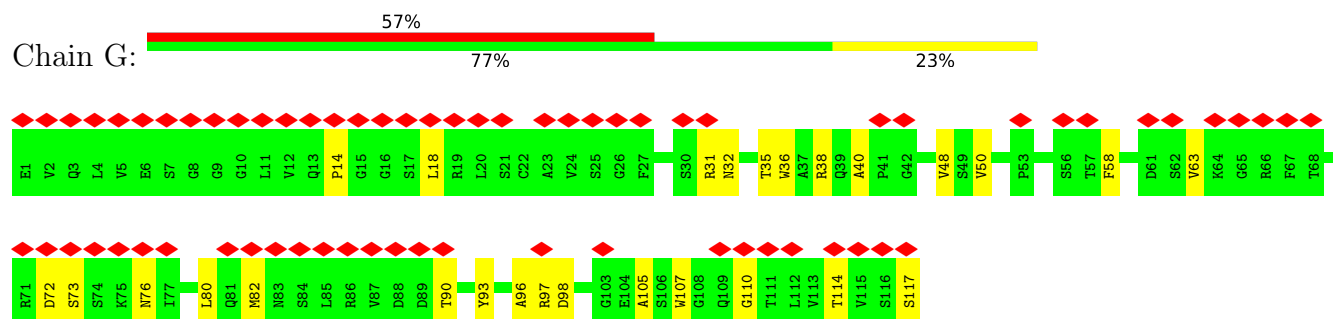 57%
Chain G:
77% 23%
E1 V2 Q3 L4 V5 E6 S7 G8 G9 G10 L11 V12 Q13 P14 G15 G16 S17 L18 R19 L20 S21 C22 A23 V24 S25 G26 F27 S30 R31 N32 T35 W36 A37 R38 Q39 A40 P41 G42 V48 S49 V50 P53 S56 T57 F58 D61 S62 V63 K64 G65 R66 F67 T68
R71 D72 S73 S74 K75 N76 I77 L80 Q81 M82 N83 S84 L85 R86 V87 D88 D89 T90 Y93 A96 R97 D98 G103 E104 A105 S106 W107 G108 Q109 G110 T111 L112 V113 T114 V115 S116 S117